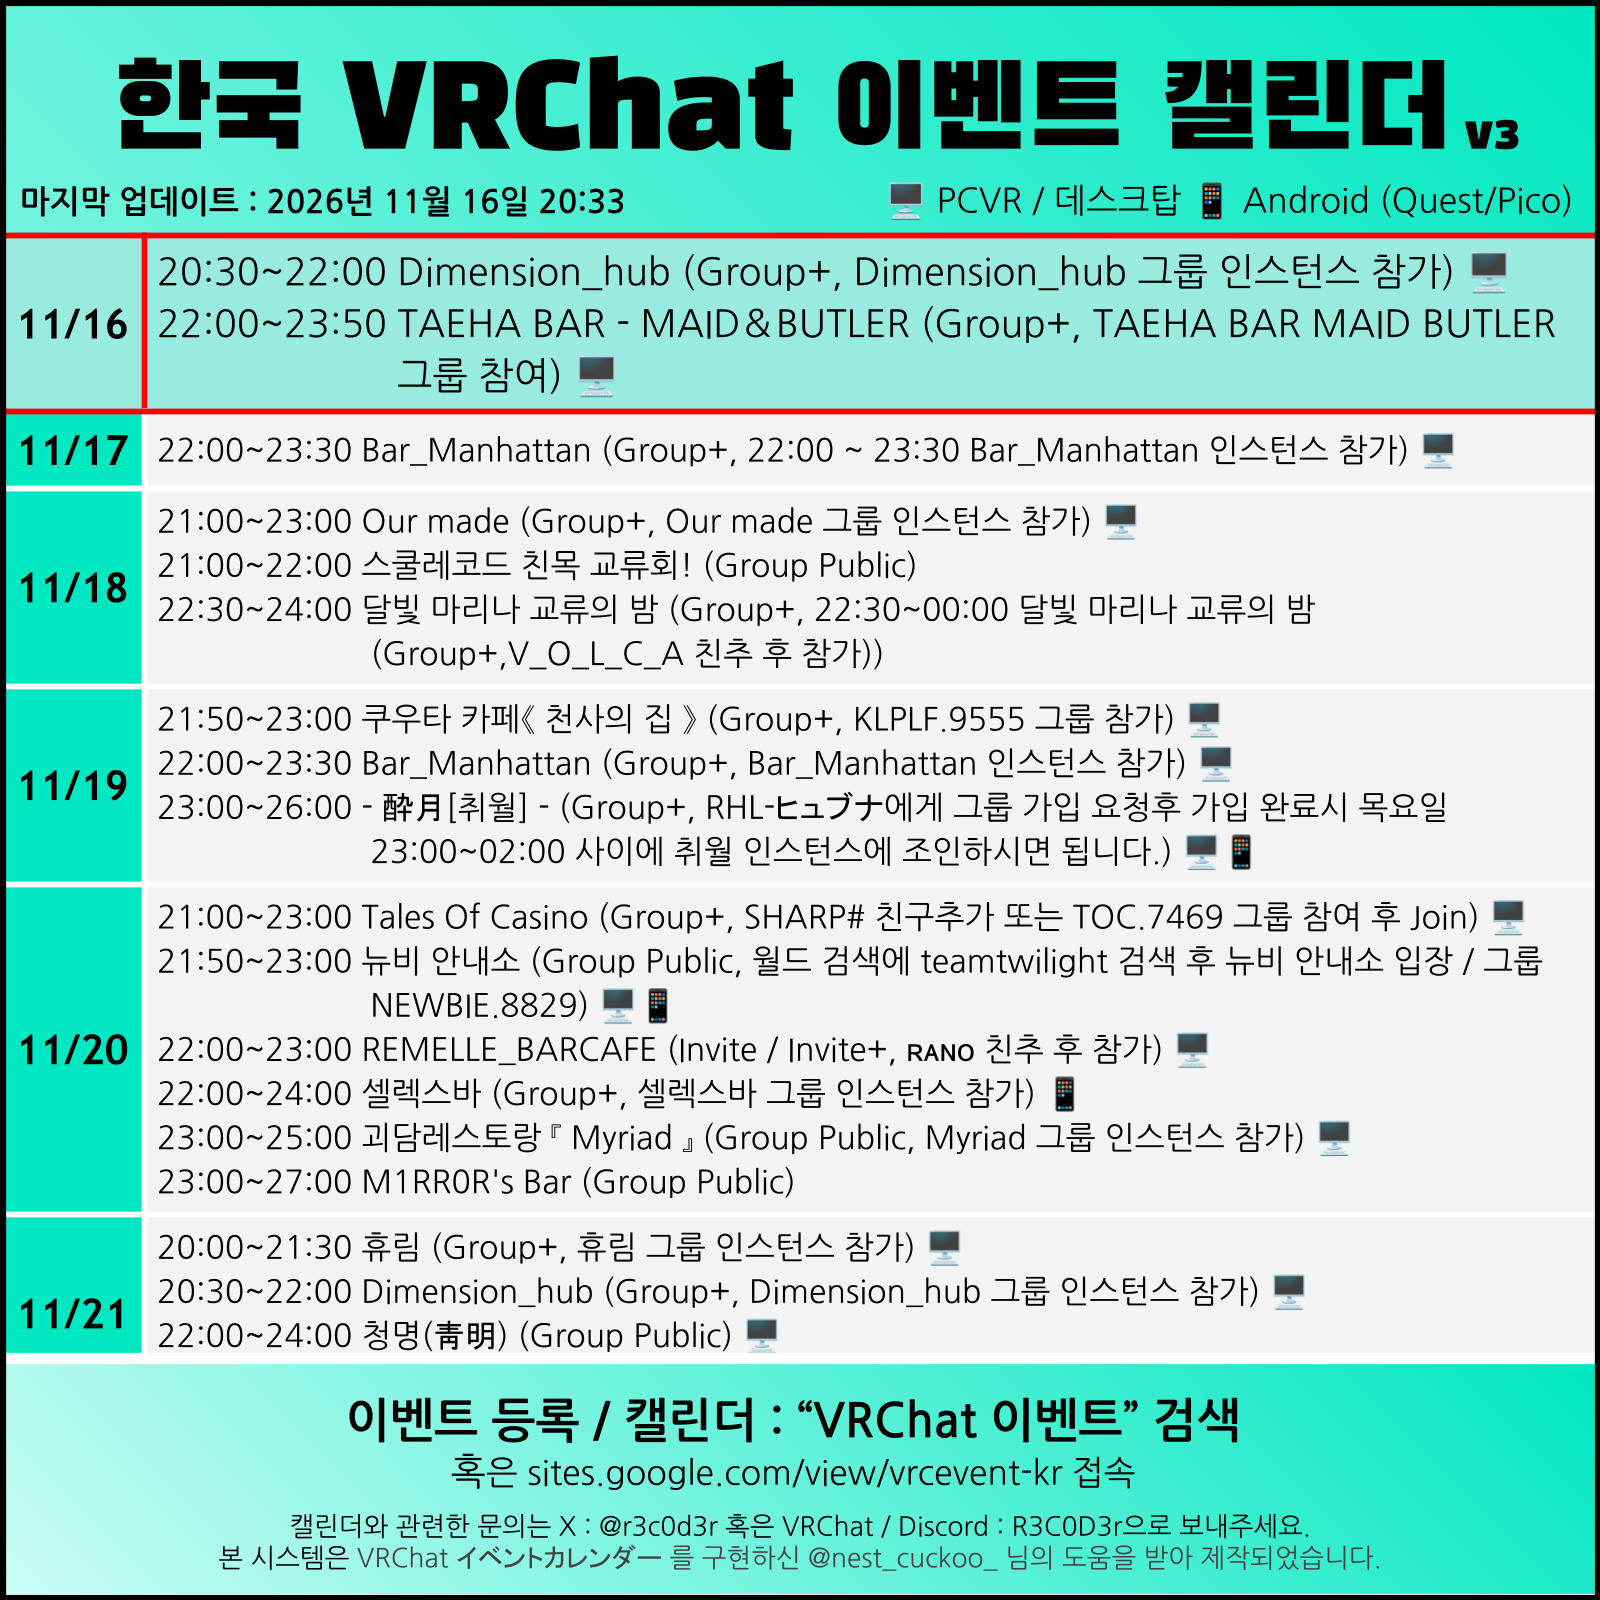 한국 VRChat 이벤트 캘린더 v3
마지막 업데이트 : 2026년 11월 16일 20:33
🖥️ PCVR / 데스크탑 📱 Android (Quest/Pico)
11/16
20:30~22:00 Dimension_hub (Group+, Dimension_hub 그룹 인스턴스 참가) 🖥️
22:00~23:50 TAEHA BAR - MAID&BUTLER (Group+, TAEHA BAR MAID BUTLER
그룹 참여) 🖥️
11/17
22:00~23:30 Bar_Manhattan (Group+, 22:00 ~ 23:30 Bar_Manhattan 인스턴스 참가) 🖥️
11/18
21:00~23:00 Our made (Group+, Our made 그룹 인스턴스 참가) 🖥️
21:00~22:00 스쿨레코드 친목 교류회! (Group Public)
22:30~24:00 달빛 마리나 교류의 밤 (Group+, 22:30~00:00 달빛 마리나 교류의 밤
(Group+,V_O_L_C_A 친추 후 참가))
11/19
21:50~23:00 쿠우타 카페《 천사의 집 》(Group+, KLPLF.9555 그룹 참가) 🖥️
22:00~23:30 Bar_Manhattan (Group+, Bar_Manhattan 인스턴스 참가) 🖥️
23:00~26:00 - 酔月[취월] - (Group+, RHL-ヒュブナ에게 그룹 가입 요청후 가입 완료시 목요일
23:00~02:00 사이에 취월 인스턴스에 조인하시면 됩니다.) 🖥️📱
11/20
21:00~23:00 Tales Of Casino (Group+, SHARP# 친구추가 또는 TOC.7469 그룹 참여 후 Join) 🖥️
21:50~23:00 뉴비 안내소 (Group Public, 월드 검색에 teamtwilight 검색 후 뉴비 안내소 입장 / 그룹
NEWBIE.8829) 🖥️📱
22:00~23:00 REMELLE_BARCAFE (Invite / Invite+, ʀᴀɴᴏ 친추 후 참가) 🖥️
22:00~24:00 셀렉스바 (Group+, 셀렉스바 그룹 인스턴스 참가) 📱
23:00~25:00 괴담레스토랑『 Myriad 』(Group Public, Myriad 그룹 인스턴스 참가) 🖥️
23:00~27:00 M1RR0R's Bar (Group Public)
11/21
20:00~21:30 휴림 (Group+, 휴림 그룹 인스턴스 참가) 🖥️
20:30~22:00 Dimension_hub (Group+, Dimension_hub 그룹 인스턴스 참가) 🖥️
22:00~24:00 청명(靑明) (Group Public) 🖥️
이벤트 등록 / 캘린더 : “VRChat 이벤트” 검색
혹은 sites.google.com/view/vrcevent-kr 접속
캘린더와 관련한 문의는 X : @r3c0d3r 혹은 VRChat / Discord : R3C0D3r으로 보내주세요.
본 시스템은 VRChat イベントカレンダー 를 구현하신 @nest_cuckoo_ 님의 도움을 받아 제작되었습니다.